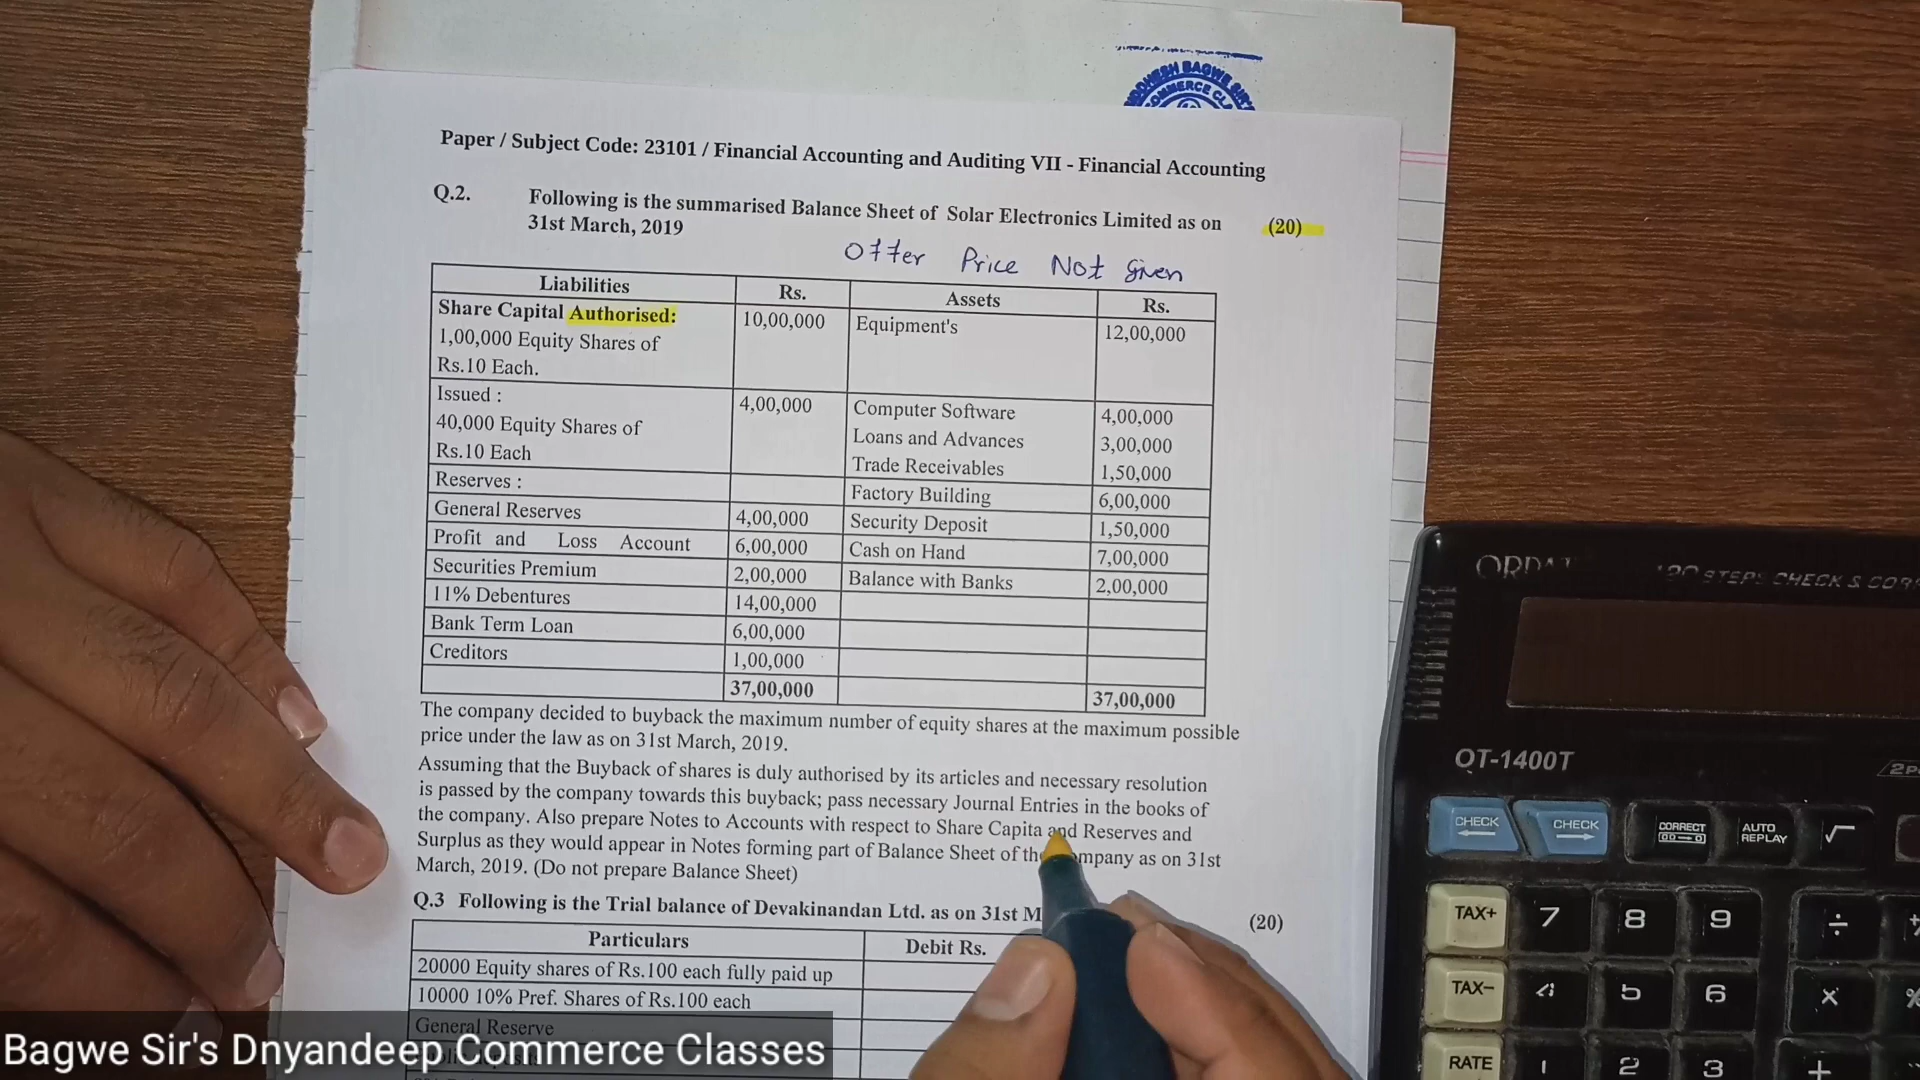 BAGWE SIR'S
COMMERCE CL
Paper / Subject Code: 23101 / Financial Accounting and Auditing VII - Financial Accounting
Q.2. Following is the summarised Balance Sheet of Solar Electronics Limited as on (20)
31st March, 2019
Offer Price Not Given
Liabilities Rs. Assets Rs.
Share Capital Authorised: 10,00,000 Equipment's 12,00,000
1,00,000 Equity Shares of
Rs.10 Each.
Issued : 4,00,000 Computer Software 4,00,000
40,000 Equity Shares of Loans and Advances 3,00,000
Rs.10 Each Trade Receivables 1,50,000
Reserves : Factory Building 6,00,000
General Reserves 4,00,000 Security Deposit 1,50,000
Profit and Loss Account 6,00,000 Cash on Hand 7,00,000
Securities Premium 2,00,000 Balance with Banks 2,00,000
11% Debentures 14,00,000
Bank Term Loan 6,00,000
Creditors 1,00,000
37,00,000 37,00,000
The company decided to buyback the maximum number of equity shares at the maximum possible
price under the law as on 31st March, 2019.
Assuming that the Buyback of shares is duly authorised by its articles and necessary resolution
is passed by the company towards this buyback; pass necessary Journal Entries in the books of
the company. Also prepare Notes to Accounts with respect to Share Capita and Reserves and
Surplus as they would appear in Notes forming part of Balance Sheet of the mpany as on 31st
March, 2019. (Do not prepare Balance Sheet)
Q.3 Following is the Trial balance of Devakinandan Ltd. as on 31st M (20)
Particulars Debit Rs.
20000 Equity shares of Rs.100 each fully paid up
10000 10% Pref. Shares of Rs.100 each
General Reserve
Bagwe Sir's Dnyandeep Commerce Classes
STEPS CHECK & CORR
QT-1400T
CHECK CHECK CORRECT AUTO REPLAY √
TAX+ 7 8 9 ÷
TAX− 4 5 6 × %
RATE 1 2 3 +